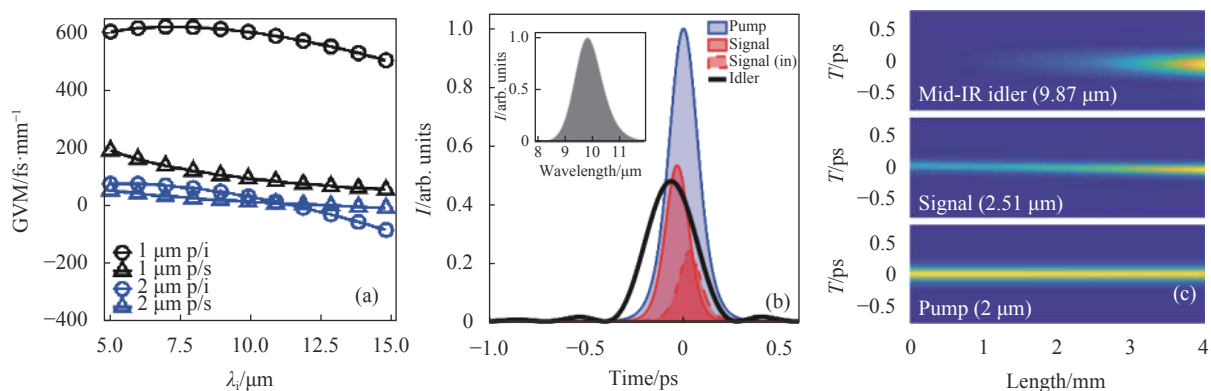 600
400
200
0
−200
−400
GVM/fs·mm⁻¹
1 μm p/i
1 μm p/s
2 μm p/i
2 μm p/s
(a)
5.0 7.5 10.0 12.5 15.0
λi/μm
1.0
0.8
0.6
0.4
0.2
0
I/arb. units
Pump
Signal
Signal (in)
Idler
1.0
0.5
0
I/arb. units
8 9 10 11
Wavelength/μm
(b)
−1.0 −0.5 0 0.5
Time/ps
T/ps
0.5
0
−0.5
Mid-IR idler (9.87 μm)
T/ps
0.5
0
−0.5
Signal (2.51 μm)
T/ps
0.5
0
−0.5
Pump (2 μm)
(c)
0 1 2 3 4
Length/mm